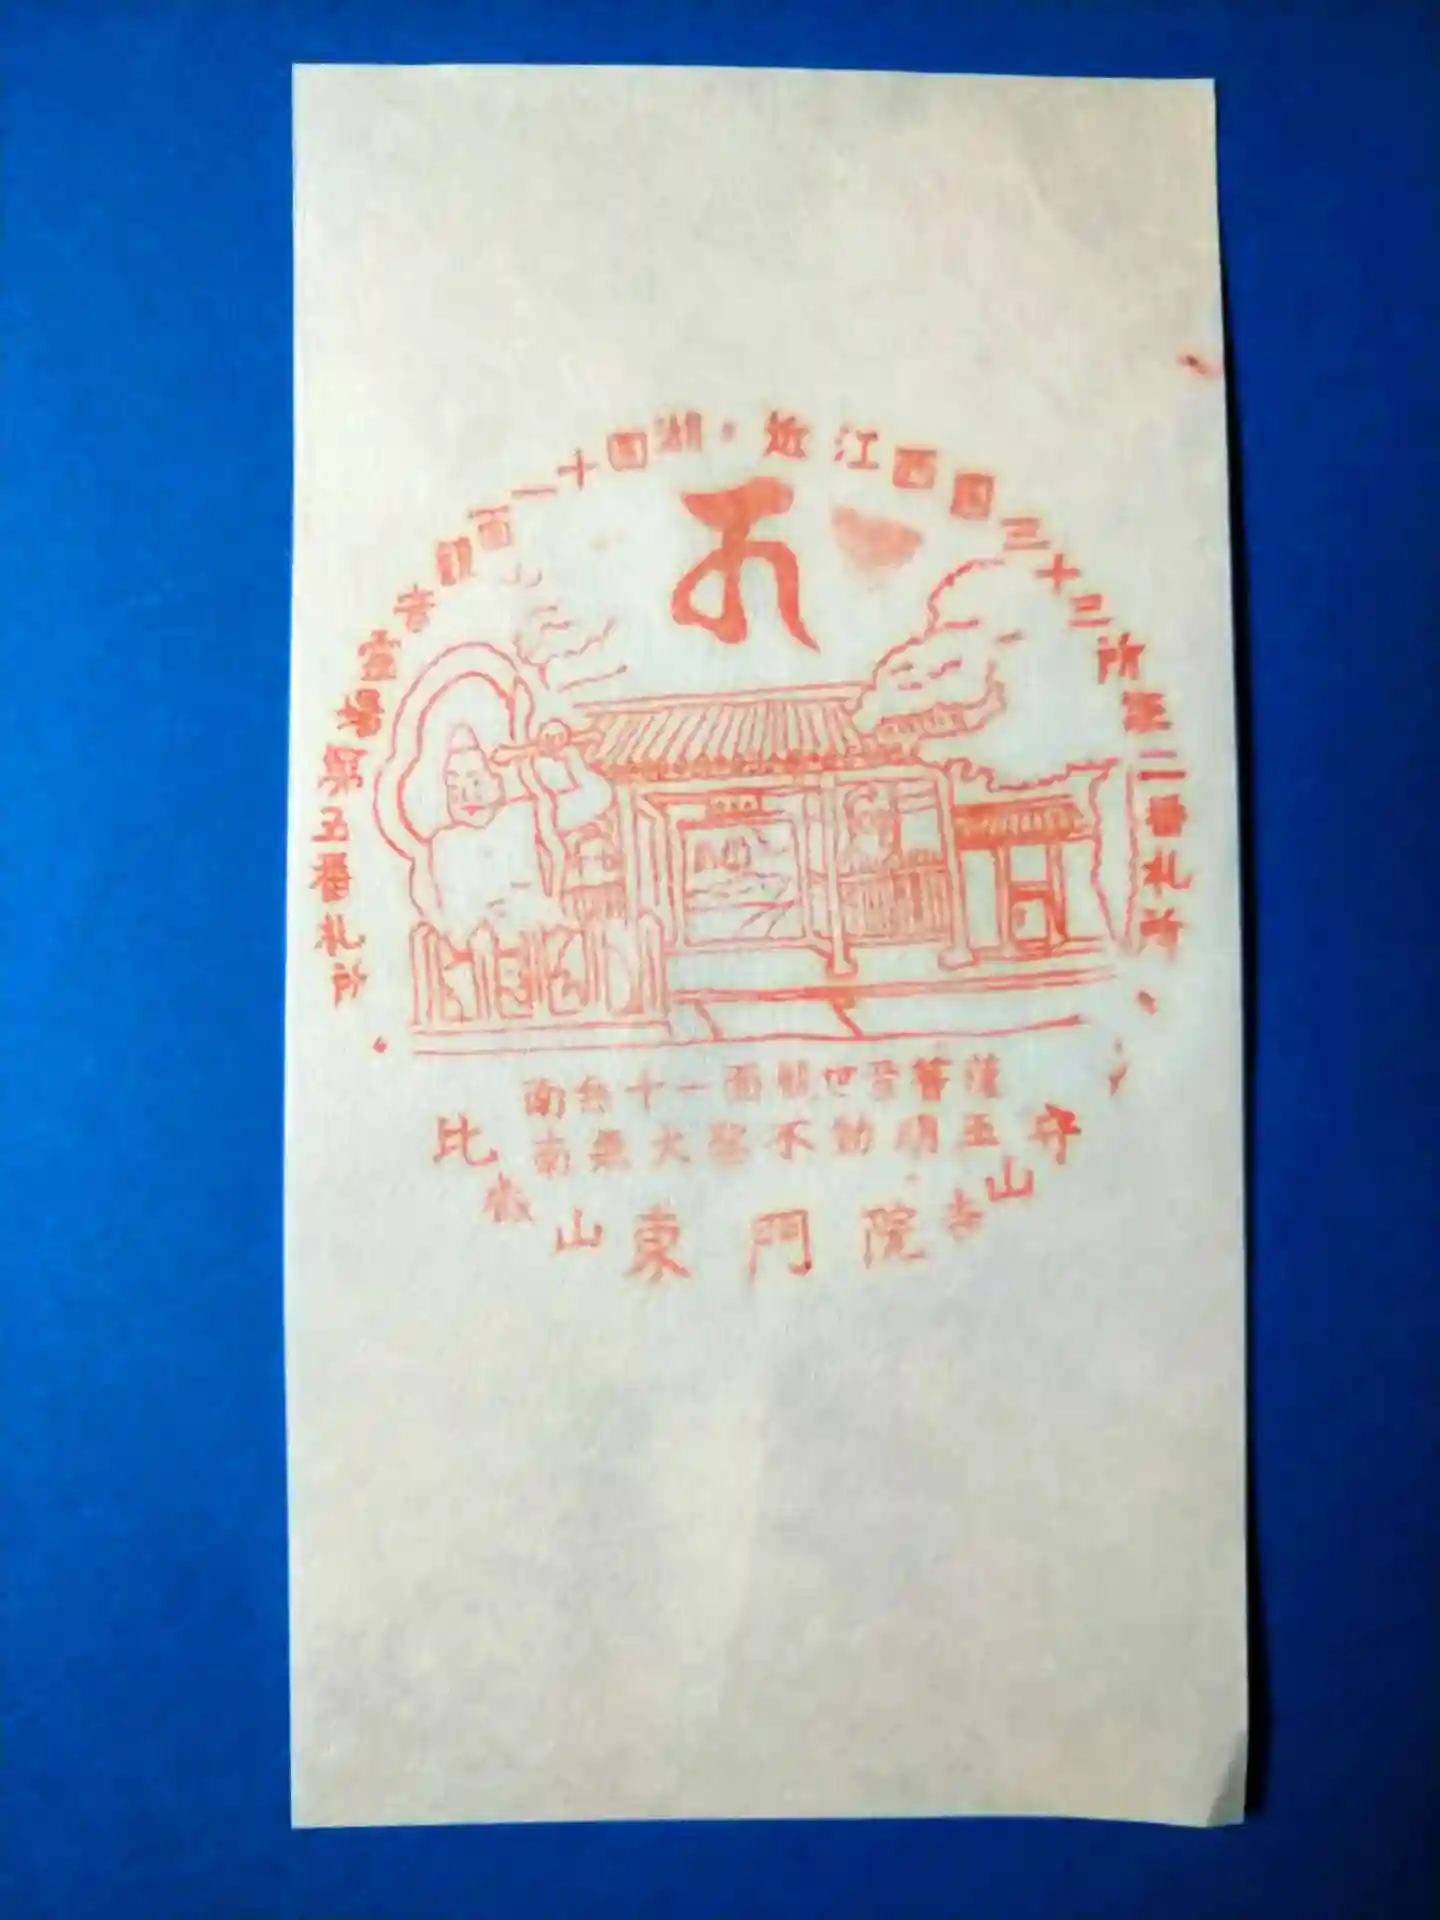 湖国十一面観音霊場第五番札所
近江西国三十三所第二番札所
南無十一面観世音菩薩
南無大聖不動明王
比叡山東門院守山寺